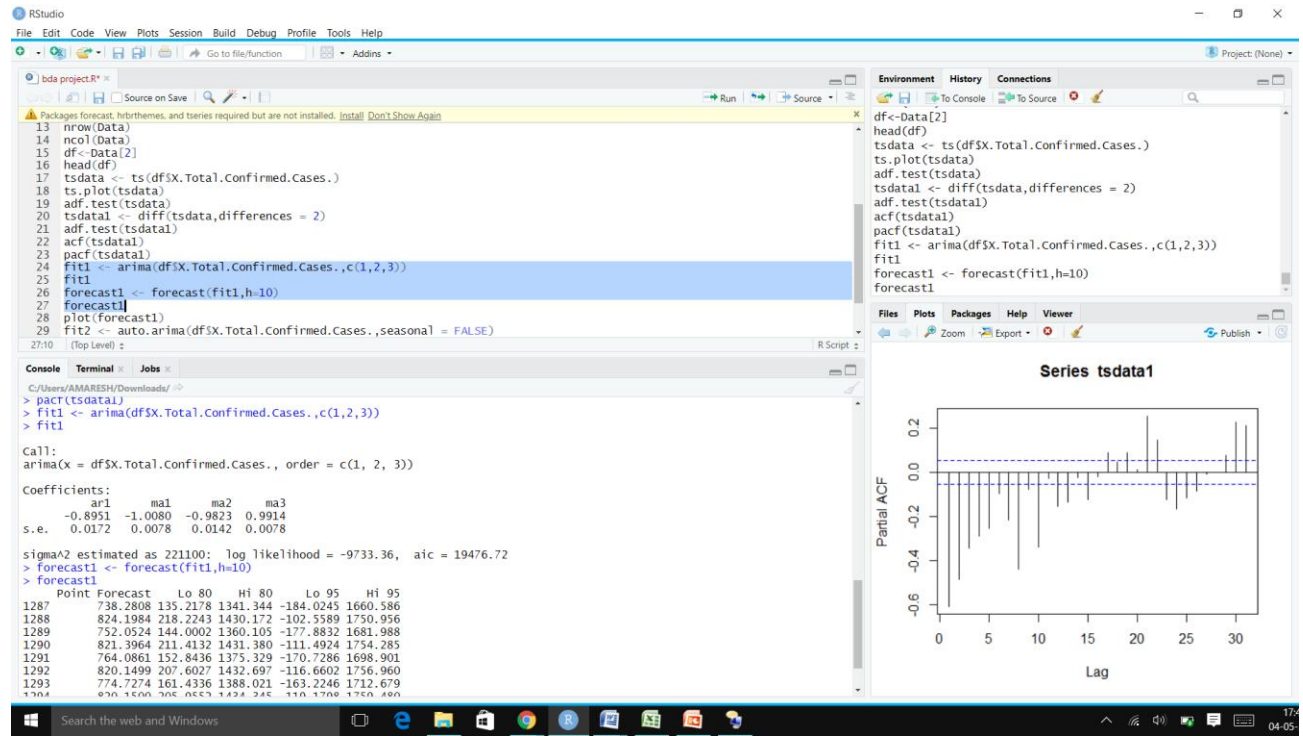 RStudio
File Edit Code View Plots Session Build Debug Profile Tools Help
Go to file/function Addins
Project: (None)
bda project.R*
Source on Save Run Source
Packages forecast, hrbrthemes, and tseries required but are not installed. Install Don't Show Again
13 nrow(Data)
14 ncol(Data)
15 df<-Data[2]
16 head(df)
17 tsdata <- ts(df$X.Total.Confirmed.Cases.)
18 ts.plot(tsdata)
19 adf.test(tsdata)
20 tsdata1 <- diff(tsdata,differences = 2)
21 adf.test(tsdata1)
22 acf(tsdata1)
23 pacf(tsdata1)
24 fit1 <- arima(df$X.Total.Confirmed.Cases.,c(1,2,3))
25 fit1
26 forecast1 <- forecast(fit1,h=10)
27 forecast1
28 plot(forecast1)
29 fit2 <- auto.arima(df$X.Total.Confirmed.Cases.,seasonal = FALSE)
27:10 (Top Level) R Script
Console Terminal Jobs
C:/Users/AMARESH/Downloads/
> pacf(tsdata1)
> fit1 <- arima(df$X.Total.Confirmed.Cases.,c(1,2,3))
> fit1
Call:
arima(x = df$X.Total.Confirmed.Cases., order = c(1, 2, 3))
Coefficients:
ar1 ma1 ma2 ma3
-0.8951 -1.0080 -0.9823 0.9914
s.e. 0.0172 0.0078 0.0142 0.0078
sigma^2 estimated as 221100: log likelihood = -9733.36, aic = 19476.72
> forecast1 <- forecast(fit1,h=10)
> forecast1
Point Forecast Lo 80 Hi 80 Lo 95 Hi 95
1287 738.2808 135.2178 1341.344 -184.0245 1660.586
1288 824.1984 218.2243 1430.172 -102.5589 1750.956
1289 752.0524 144.0002 1360.105 -177.8832 1681.988
1290 821.3964 211.4132 1431.380 -111.4924 1754.285
1291 764.0861 152.8436 1375.329 -170.7286 1698.901
1292 820.1499 207.6027 1432.697 -116.6602 1756.960
1293 774.7274 161.4336 1388.021 -163.2246 1712.679
1294 820.1500 205.9552 1434.345 -119.1798 1759.480
Environment History Connections
To Console To Source
df<-Data[2]
head(df)
tsdata <- ts(df$X.Total.Confirmed.Cases.)
ts.plot(tsdata)
adf.test(tsdata)
tsdata1 <- diff(tsdata,differences = 2)
adf.test(tsdata1)
acf(tsdata1)
pacf(tsdata1)
fit1 <- arima(df$X.Total.Confirmed.Cases.,c(1,2,3))
fit1
forecast1 <- forecast(fit1,h=10)
forecast1
Files Plots Packages Help Viewer
Zoom Export Publish
Series tsdata1
Partial ACF
0.2
0.0
-0.2
-0.4
-0.6
0 5 10 15 20 25 30
Lag
Search the web and Windows
17:4
04-05-